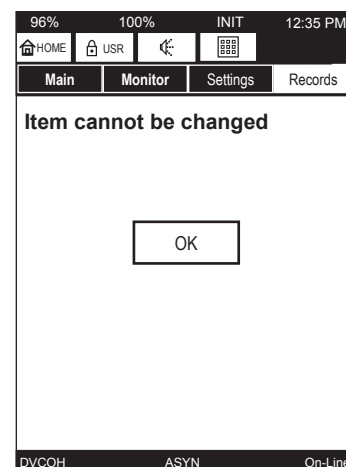 96% 100% INIT 12:35 PM
HOME USR
Main Monitor Settings Records
Item cannot be changed
OK
DVCOH ASYN On-Line